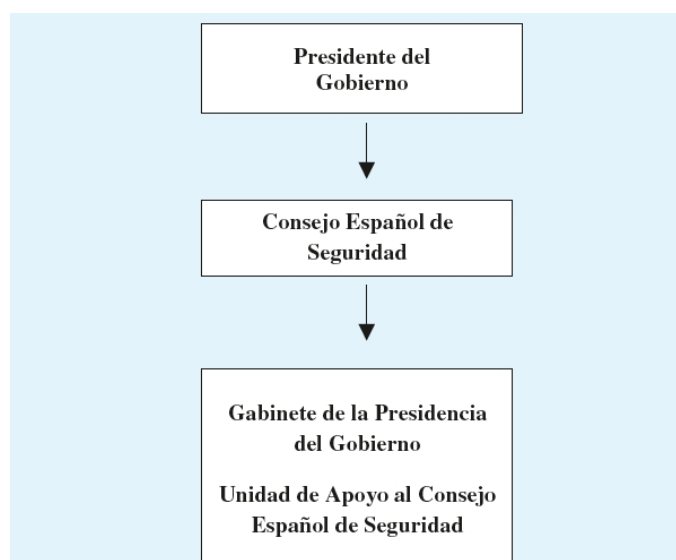 Presidente del
Gobierno
Consejo Español de
Seguridad
Gabinete de la Presidencia
del Gobierno
Unidad de Apoyo al Consejo
Español de Seguridad